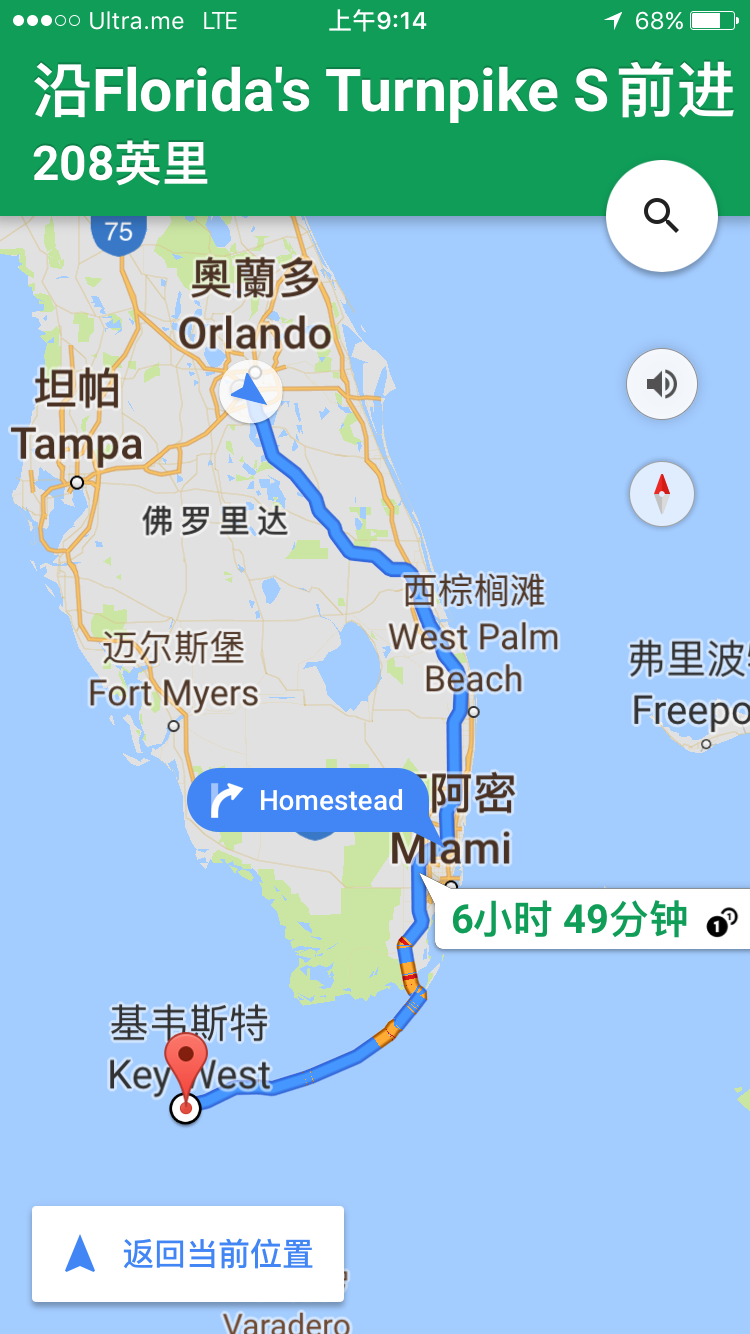 Ultra.me LTE 上午9:14 68%
沿Florida's Turnpike S前进
208英里
75
奥蘭多
Orlando
坦帕
Tampa
佛罗里达
西棕榈滩
West Palm
Beach
迈尔斯堡
Fort Myers
弗里波
Freepo
Homestead
阿密
Miami
6小时 49分钟
基韦斯特
Key West
返回当前位置
Varadero